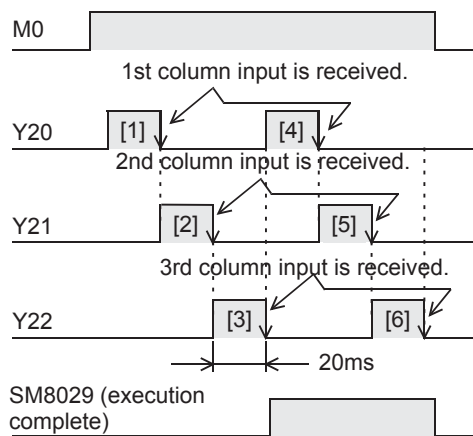 M0
1st column input is received.
Y20
[1]
[4]
2nd column input is received.
Y21
[2]
[5]
3rd column input is received.
Y22
[3]
[6]
20ms
SM8029 (execution
complete)